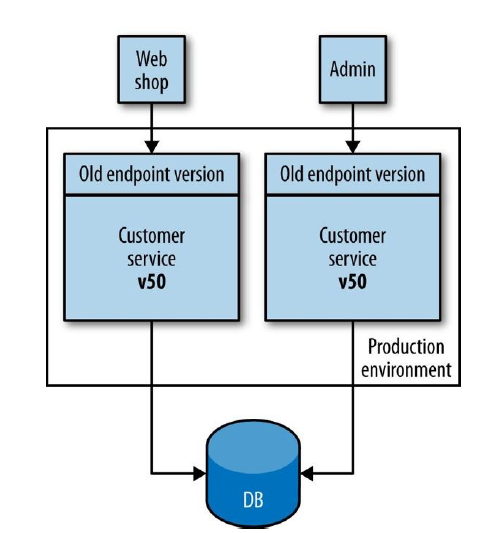 Web
shop
Admin
Old endpoint version
Old endpoint version
Customer
service
v50
Customer
service
v50
Production
environment
DB